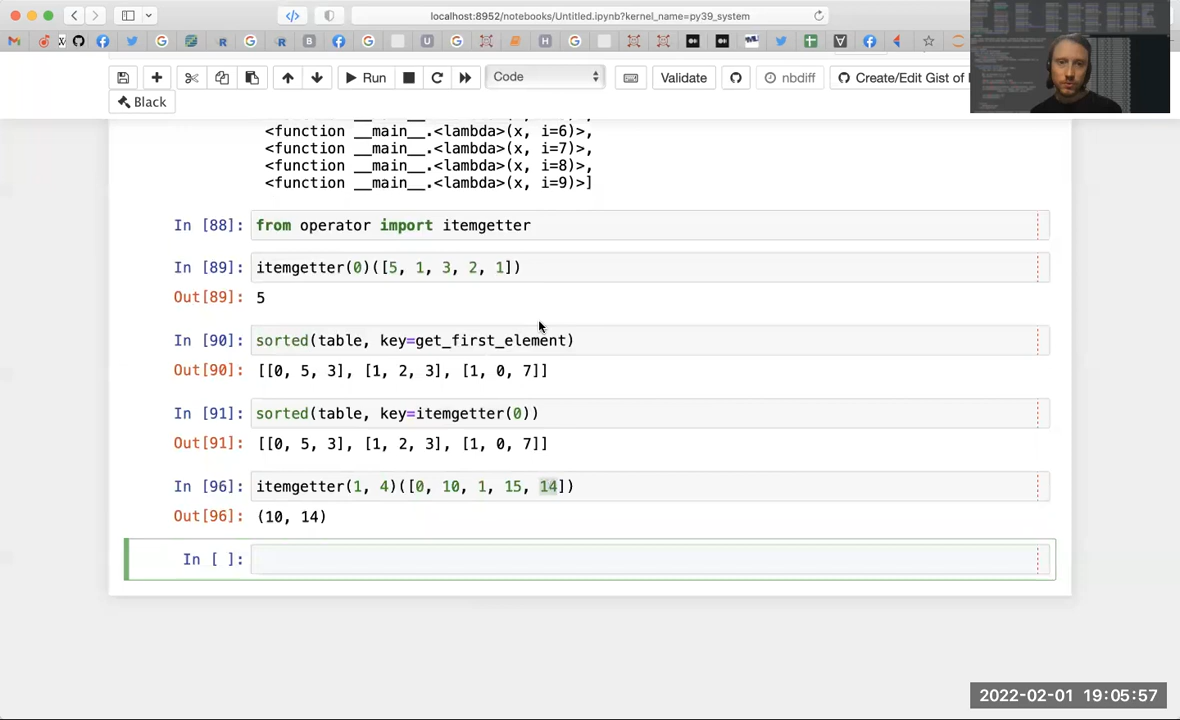 localhost:8952/notebooks/Untitled.ipynb?kernel_name=py39_system
Run
Code
Validate
nbdiff
Create/Edit Gist of
Black
<function __main__.<lambda>(x, i=6)>,
<function __main__.<lambda>(x, i=7)>,
<function __main__.<lambda>(x, i=8)>,
<function __main__.<lambda>(x, i=9)>]
In [88]: from operator import itemgetter
In [89]: itemgetter(0)([5, 1, 3, 2, 1])
Out[89]: 5
In [90]: sorted(table, key=get_first_element)
Out[90]: [[0, 5, 3], [1, 2, 3], [1, 0, 7]]
In [91]: sorted(table, key=itemgetter(0))
Out[91]: [[0, 5, 3], [1, 2, 3], [1, 0, 7]]
In [96]: itemgetter(1, 4)([0, 10, 1, 15, 14])
Out[96]: (10, 14)
In [ ]:
2022-02-01 19:05:57